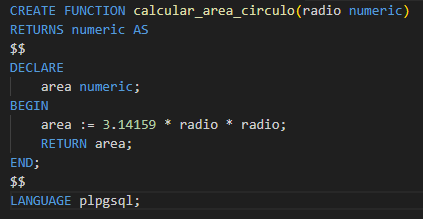 CREATE FUNCTION calcular_area_circulo(radio numeric)
RETURNS numeric AS
$$
DECLARE
    area numeric;
BEGIN
    area := 3.14159 * radio * radio;
    RETURN area;
END;
$$
LANGUAGE plpgsql;